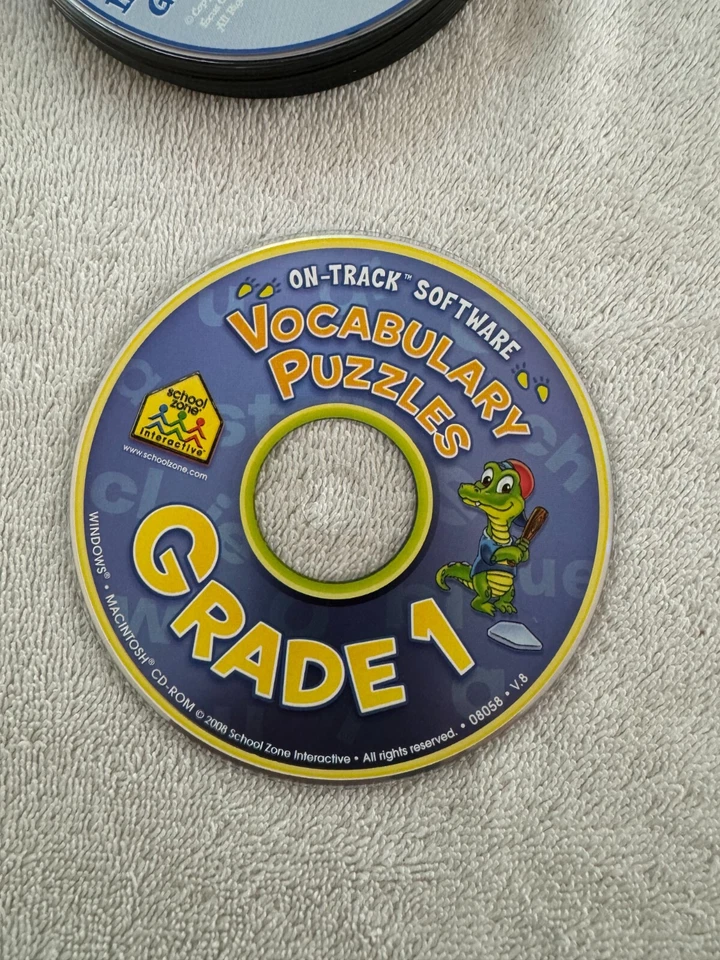 ON-TRACK™ SOFTWARE
VOCABULARY
PUZZLES
school
zone®
interactive®
www.schoolzone.com
GRADE 1
WINDOWS® • MACINTOSH® CD-ROM © 2008 School Zone Interactive • All rights reserved. • 08058 • V.8